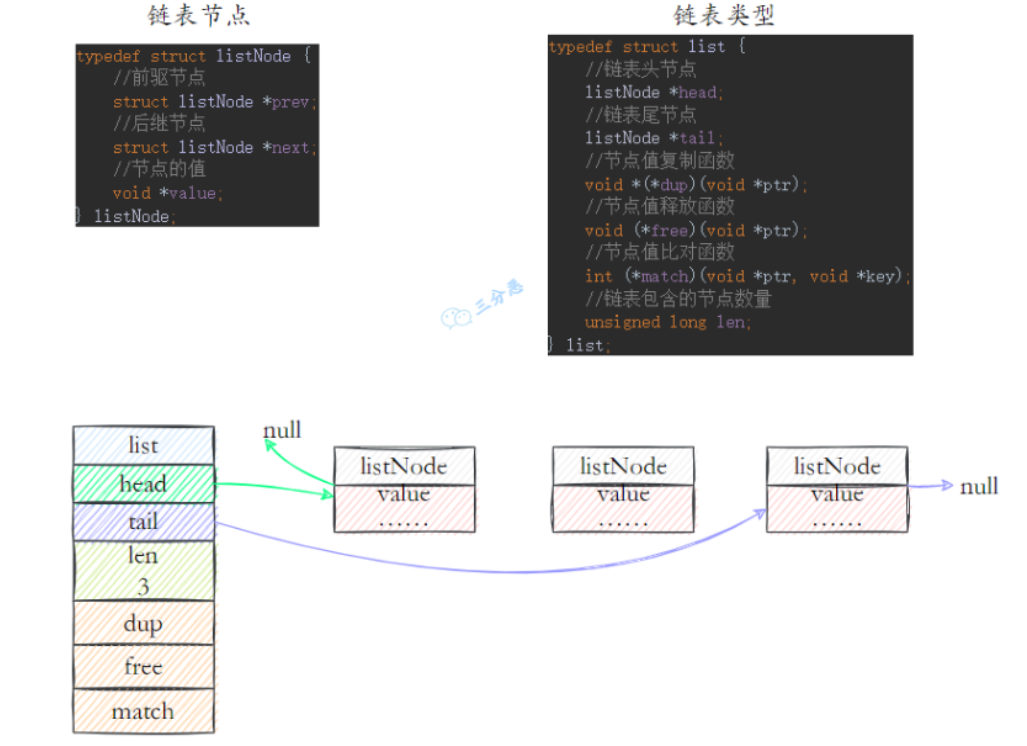 链表节点
typedef struct listNode {
//前驱节点
struct listNode *prev;
//后继节点
struct listNode *next;
//节点的值
void *value;
} listNode;
链表类型
typedef struct list {
//链表头节点
listNode *head;
//链表尾节点
listNode *tail;
//节点值复制函数
void *(*dup)(void *ptr);
//节点值释放函数
void (*free)(void *ptr);
//节点值比对函数
int (*match)(void *ptr, void *key);
//链表包含的节点数量
unsigned long len;
} list;
三分恶
list
head
tail
len
3
dup
free
match
null
listNode
value
......
listNode
value
......
listNode
value
......
null